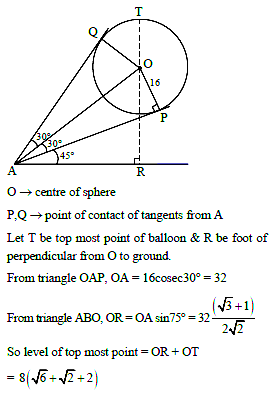 T
Q
O
16
P
30°
30°
45°
A
R
O → centre of sphere
P,Q → point of contact of tangents from A
Let T be top most point of balloon & R be foot of
perpendicular from O to ground.
From triangle OAP, OA = 16cosec30° = 32
From triangle ABO, OR = OA sin75° = 32 (√3+1)/2√2
So level of top most point = OR + OT
= 8(√6+√2+2)